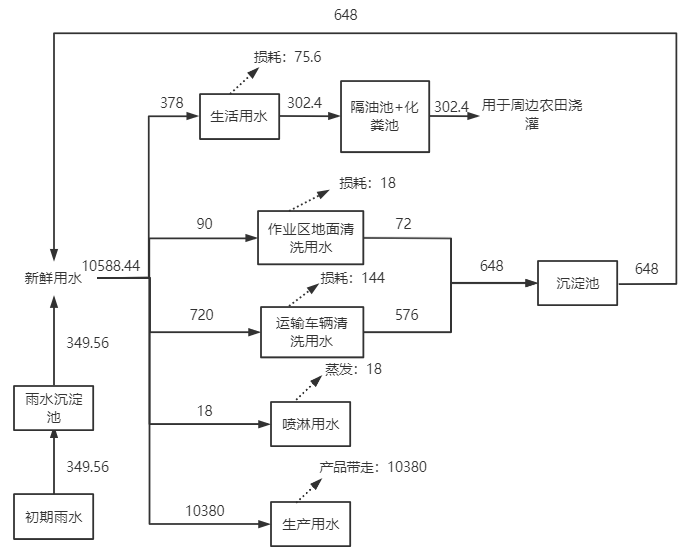 648
损耗：75.6
378
生活用水
302.4
隔油池+化
粪池
302.4
用于周边农田浇
灌
损耗：18
90
作业区地面清
洗用水
72
新鲜用水
10588.44
648
沉淀池
648
损耗：144
720
运输车辆清
洗用水
576
349.56
雨水沉淀
池
蒸发：18
18
喷淋用水
349.56
产品带走：10380
初期雨水
10380
生产用水